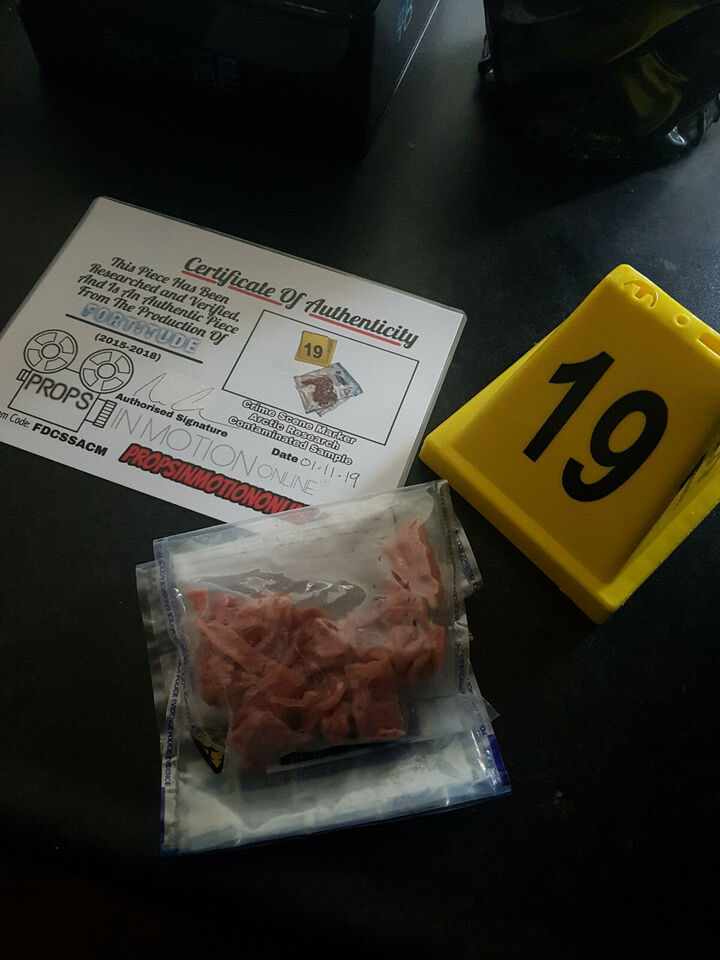 Certificate Of Authenticity
This Piece Has Been
Researched and Verified,
And Is An Authentic Piece
From The Production Of
FORTITUDE
(2015-2018)
19
Crime Scene Marker
Arctic Research
Contaminated Sample
PROPS
IN MOTION ONLINE
Authorised Signature
Date 01-11-19
Code: FDCSSACM
PROPSINMOTIONONLI
19